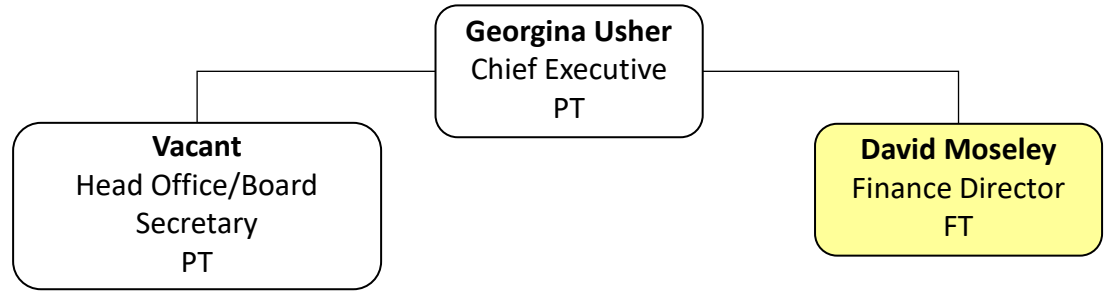 Georgina Usher
Chief Executive
PT
Vacant
Head Office/Board
Secretary
PT
David Moseley
Finance Director
FT